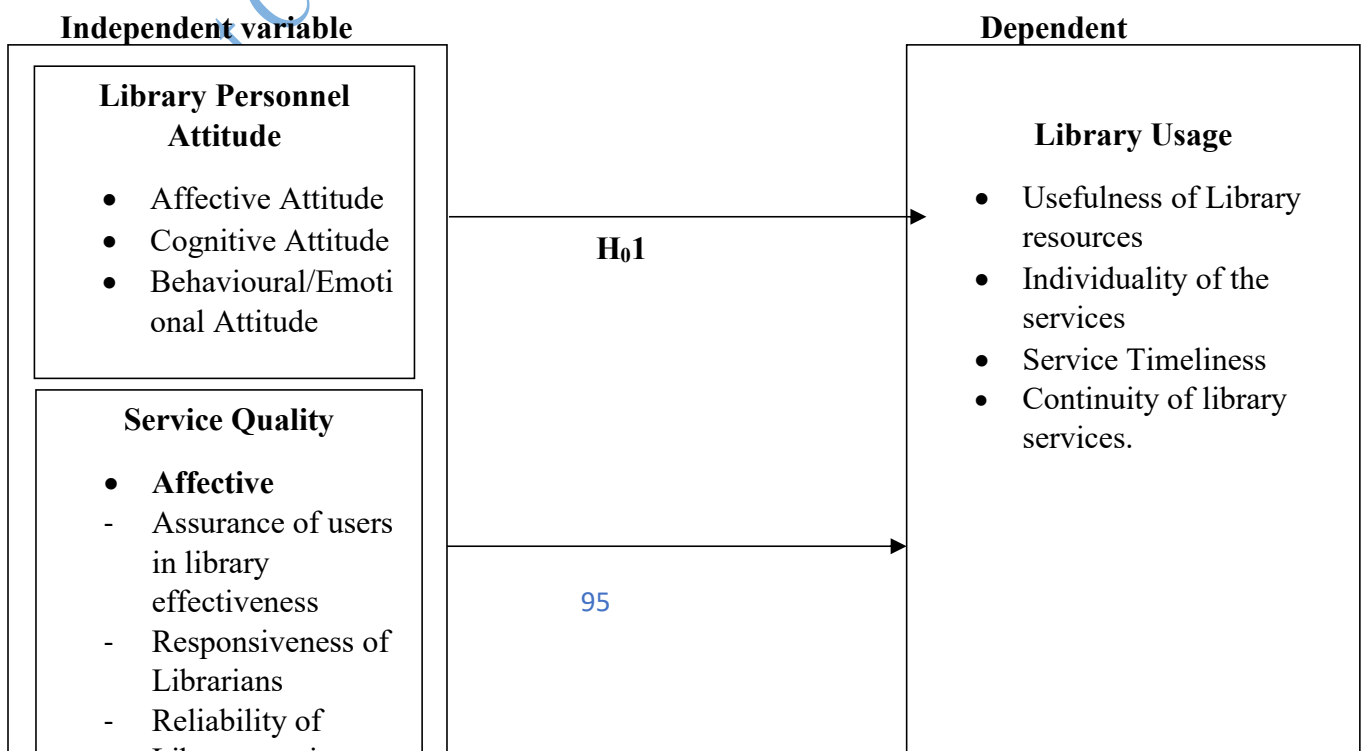 Independent variable
Dependent
Library Personnel
Attitude
• Affective Attitude
• Cognitive Attitude
• Behavioural/Emoti
onal Attitude
H₀1
Library Usage
• Usefulness of Library
resources
• Individuality of the
services
• Service Timeliness
• Continuity of library
services.
Service Quality
• Affective
- Assurance of users
in library
effectiveness
- Responsiveness of
Librarians
- Reliability of
95